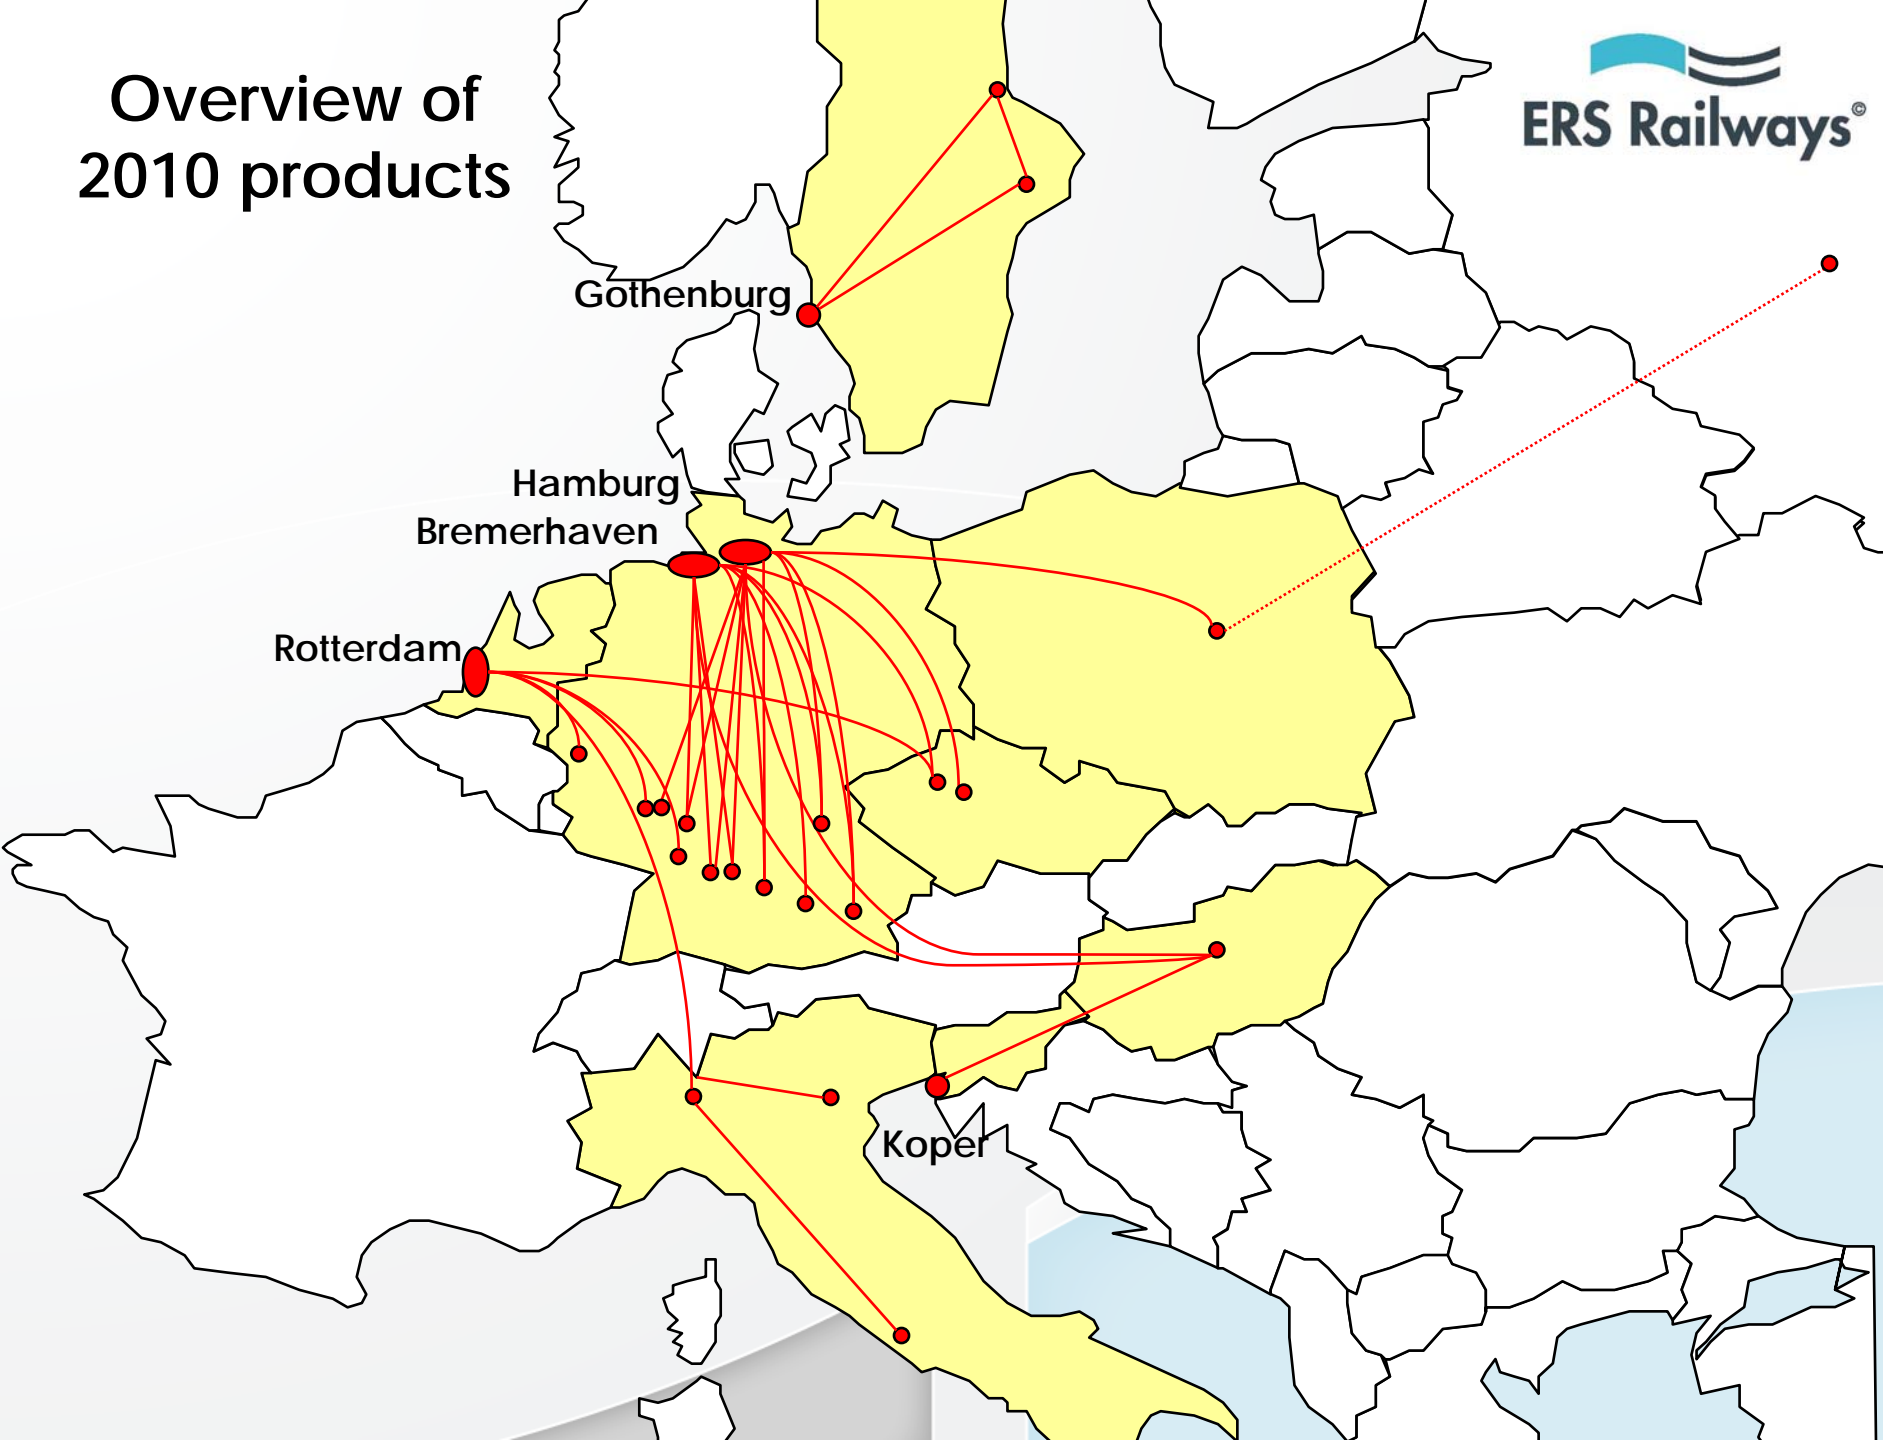 Overview of
2010 products
ERS Railways©
Gothenburg
Hamburg
Bremerhaven
Rotterdam
Koper